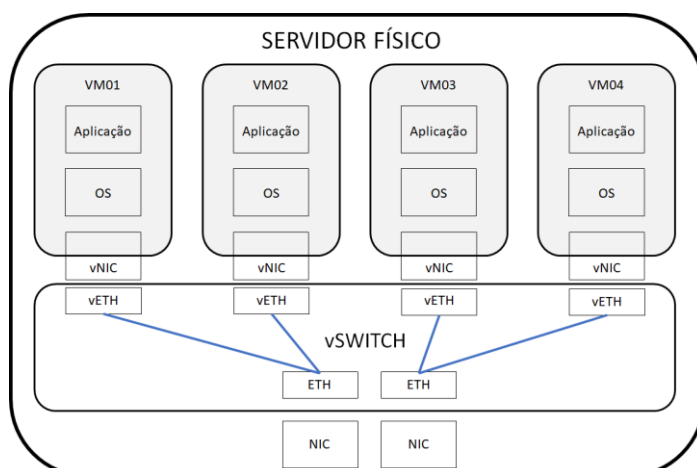 SERVIDOR FÍSICO
VM01
VM02
VM03
VM04
Aplicação
Aplicação
Aplicação
Aplicação
OS
OS
OS
OS
vNIC
vNIC
vNIC
vNIC
vETH
vETH
vETH
vETH
vSWITCH
ETH
ETH
NIC
NIC